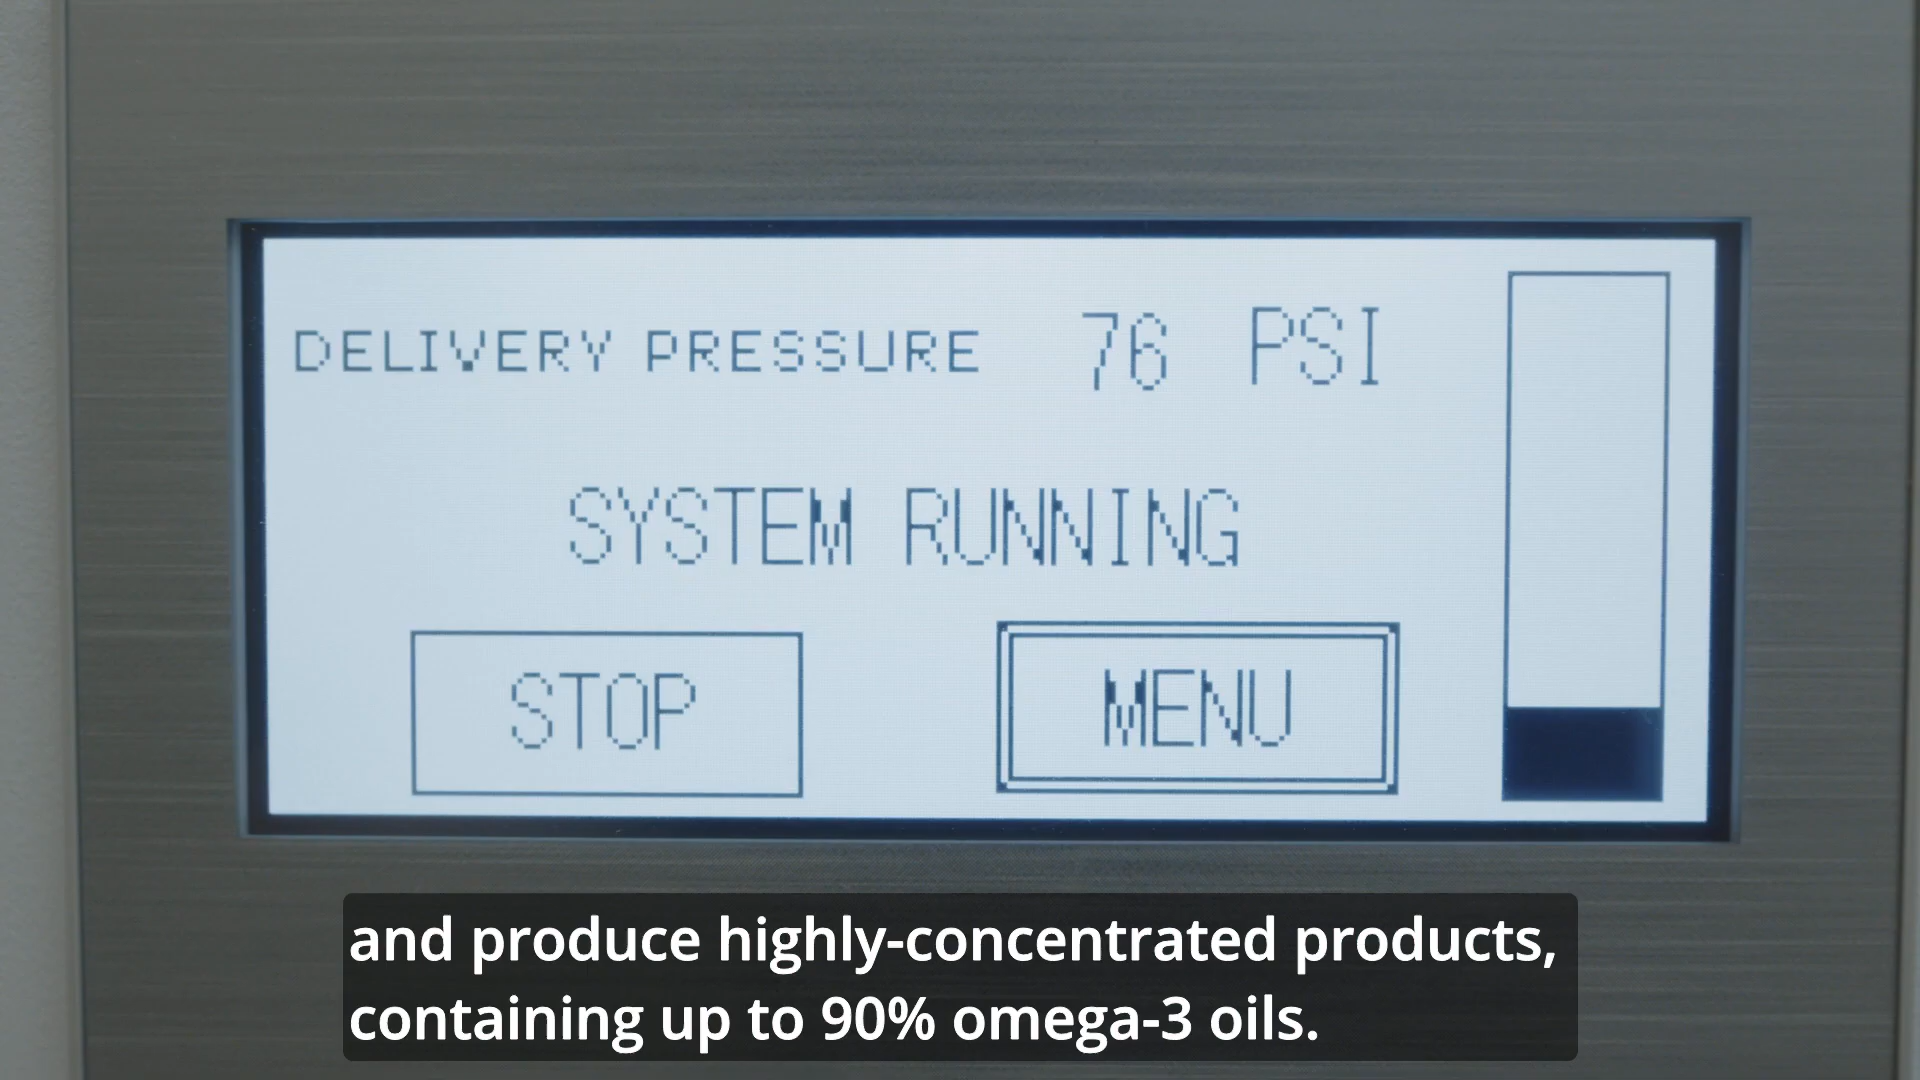 DELIVERY PRESSURE 76 PSI
SYSTEM RUNNING
STOP MENU
and produce highly-concentrated products,
containing up to 90% omega-3 oils.